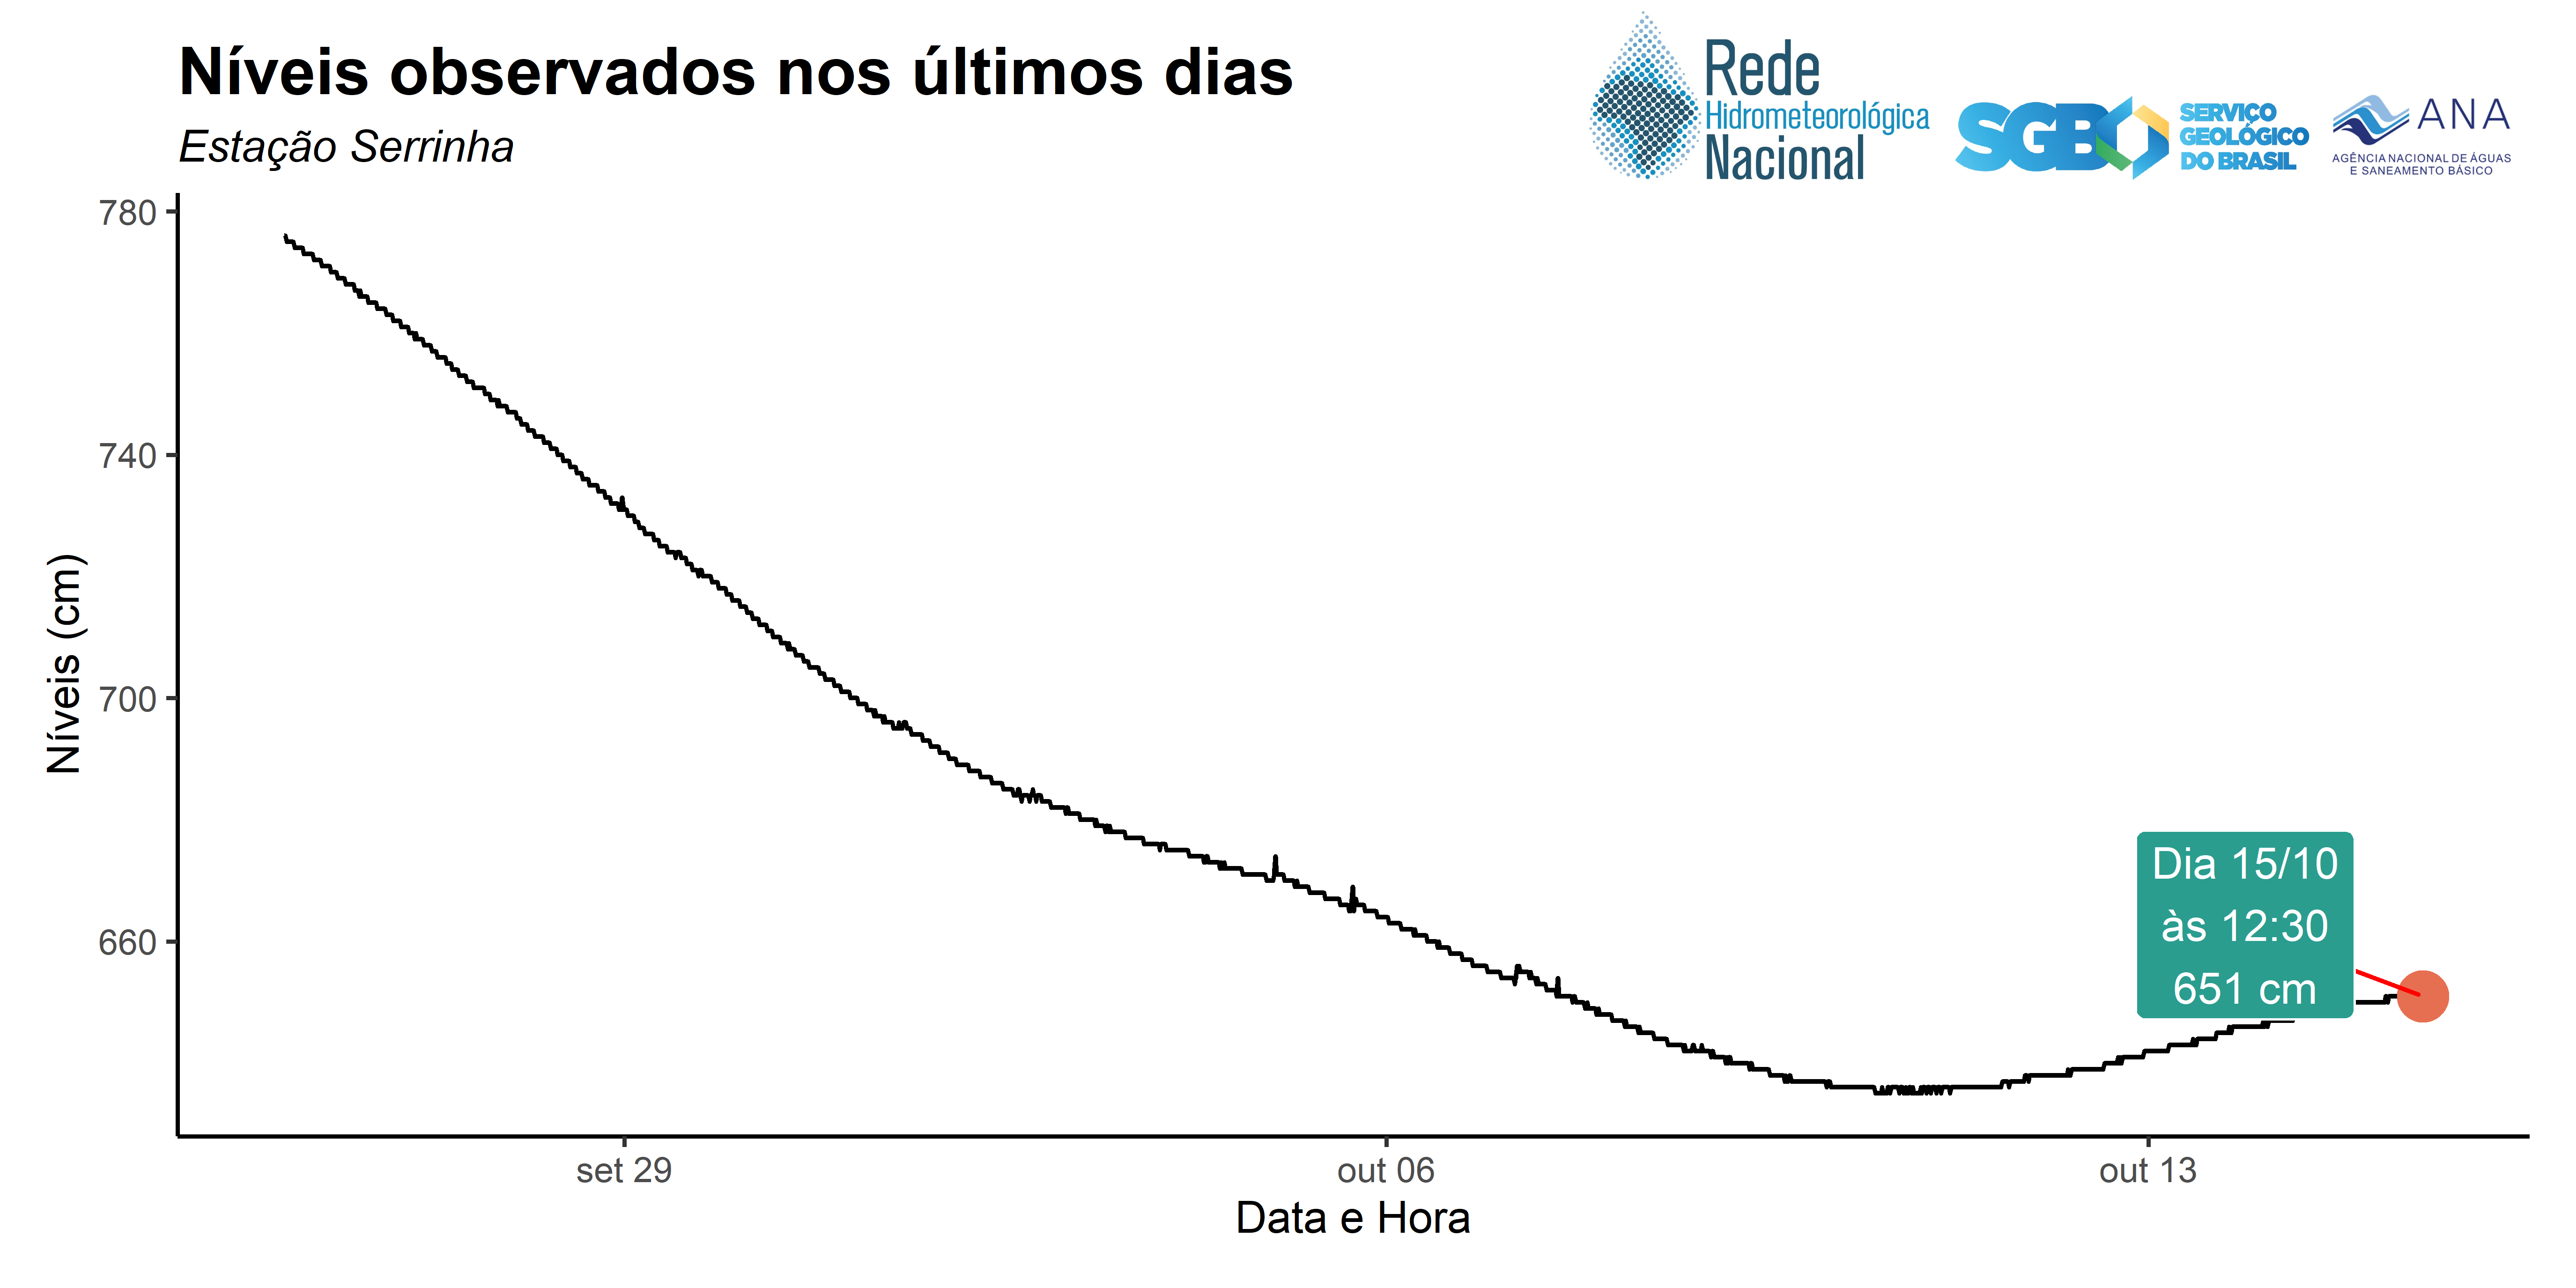 Níveis observados nos últimos dias
Estação Serrinha
Rede
Hidrometeorológica
Nacional
SGB
SERVIÇO
GEOLÓGICO
DO BRASIL
ANA
AGÊNCIA NACIONAL DE ÁGUAS
E SANEAMENTO BÁSICO
Níveis (cm)
780
740
700
660
Dia 15/10
às 12:30
651 cm
set 29
out 06
out 13
Data e Hora